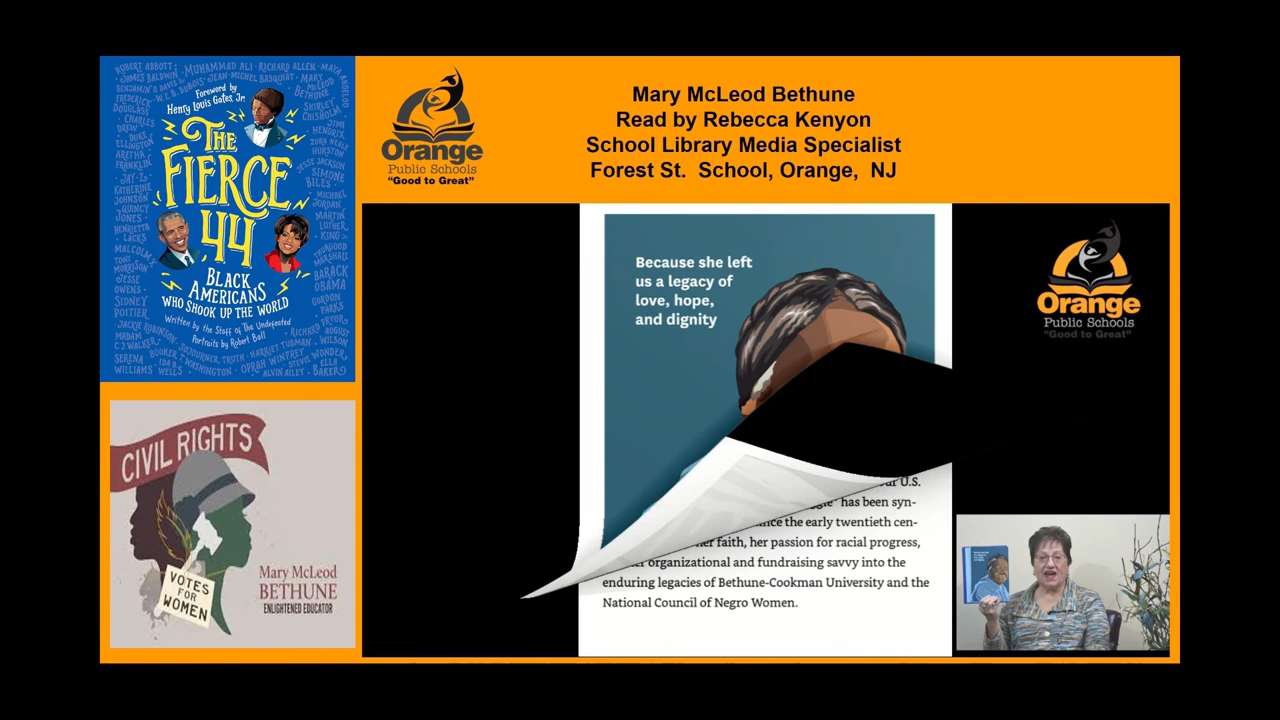 ROBERT ABBOTT · MUHAMMAD ALI · RICHARD ALLEN · MAYA ANGELOU
JAMES BALDWIN
JEAN-MICHEL BASQUIAT
MARY MCLEOD BETHUNE
SHIRLEY CHISHOLM
Foreword by
Henry Louis Gates, Jr.
FREDERICK DOUGLASS
CHARLES DREW
DUKE ELLINGTON
ARETHA FRANKLIN
JAY-Z
KATHERINE JOHNSON
QUINCY JONES
HENRIETTA LACKS
MALCOLM X
TONI MORRISON
JESSE OWENS
SIDNEY POITIER
JIMI HENDRIX
ZORA NEALE HURSTON
JESSE JACKSON
SIMONE BILES
MICHAEL JORDAN
MARTIN LUTHER KING
THURGOOD MARSHALL
BARACK OBAMA
GORDON PARKS
RICHARD PRYOR
THE
FIERCE
44
BLACK
AMERICANS
WHO SHOOK UP THE WORLD
Written by the Staff of The Undefeated
Portraits by Robert Ball
JACKIE ROBINSON
SOJOURNER TRUTH · HARRIET TUBMAN
AUGUST WILSON
MADAM C.J. WALKER
BOOKER T. WASHINGTON
IDA B. WELLS
OPRAH WINFREY
STEVIE WONDER
SERENA WILLIAMS
ALVIN AILEY
ELLA BAKER
Orange
Public Schools
"Good to Great"
Mary McLeod Bethune
Read by Rebecca Kenyon
School Library Media Specialist
Forest St. School, Orange, NJ
Because she left
us a legacy of
love, hope,
and dignity
U.S.
has been syn-
the early twentieth cen-
faith, her passion for racial progress,
organizational and fundraising savvy into the
enduring legacies of Bethune-Cookman University and the
National Council of Negro Women.
Orange
Public Schools
"Good to Great"
CIVIL RIGHTS
VOTES
FOR
WOMEN
Mary McLeod
BETHUNE
ENLIGHTENED EDUCATOR